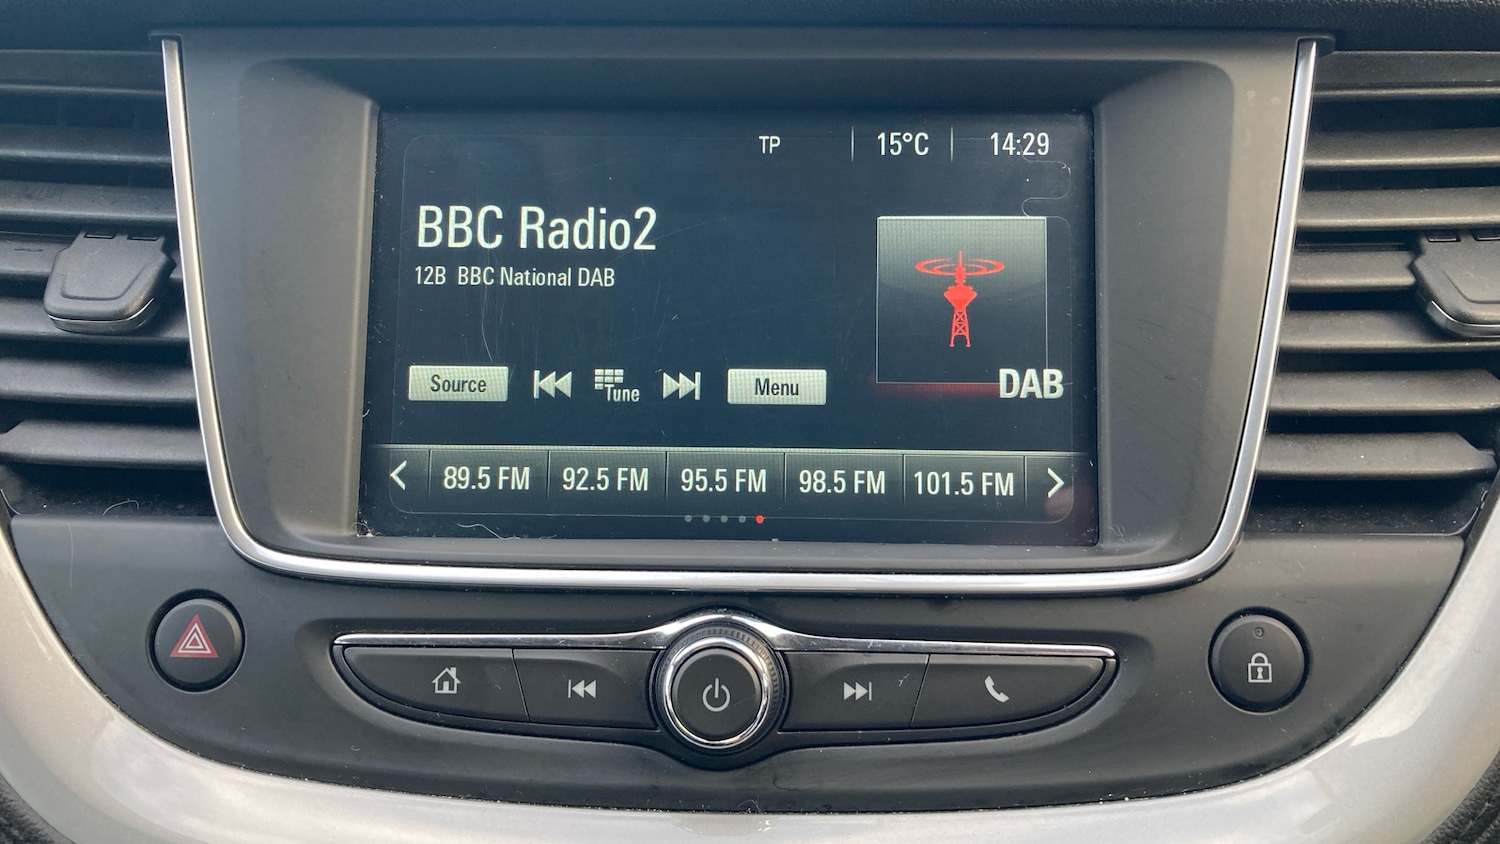 TP 15°C 14:29
BBC Radio2
12B BBC National DAB
Source Tune Menu
DAB
89.5 FM 92.5 FM 95.5 FM 98.5 FM 101.5 FM